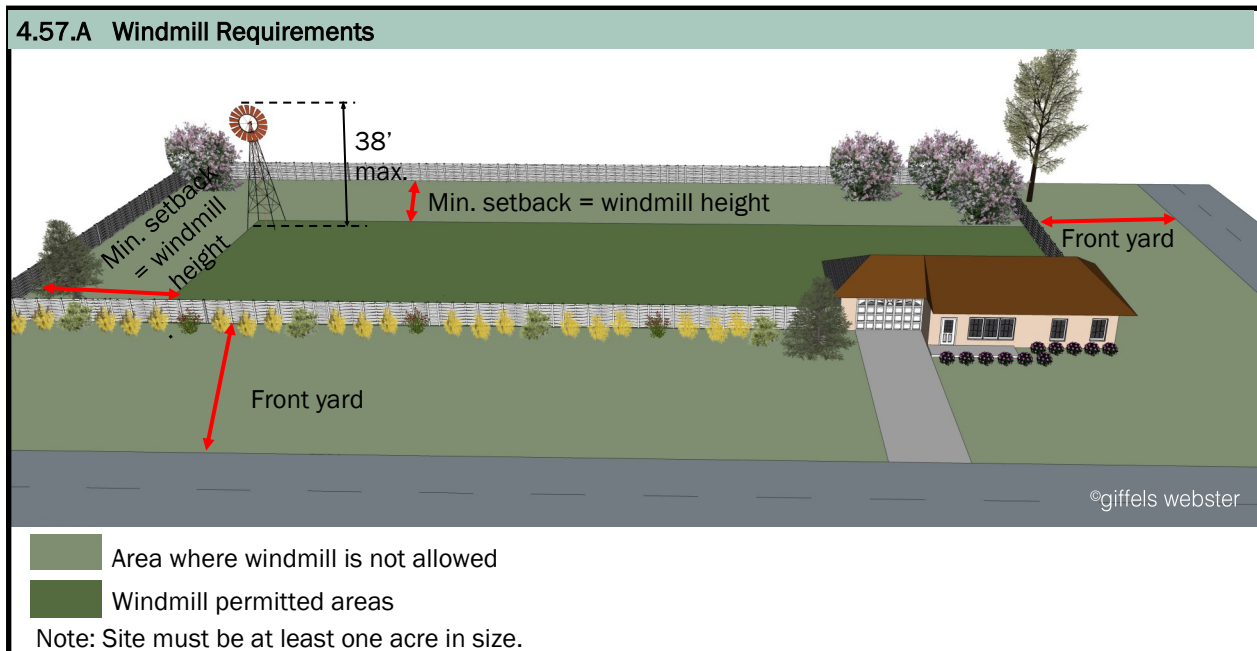 4.57.A Windmill Requirements
38'
max.
Min. setback = windmill height
Min. setback
= windmill
height
Front yard
Front yard
©giffels webster
Area where windmill is not allowed
Windmill permitted areas
Note: Site must be at least one acre in size.